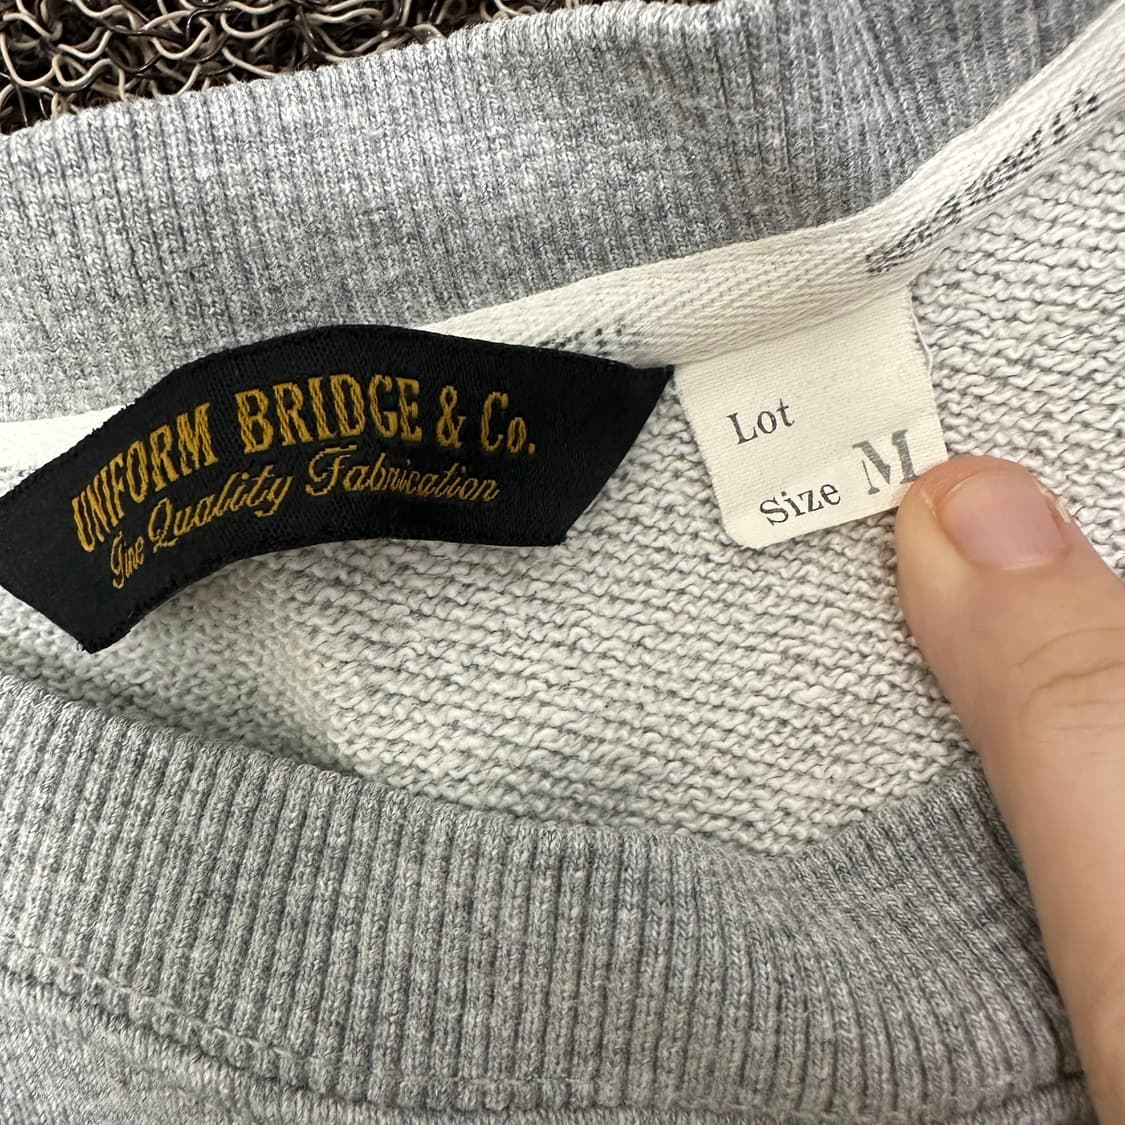 UNIFORM BRIDGE & Co.
Fine Quality Fabrication
Lot
Size M